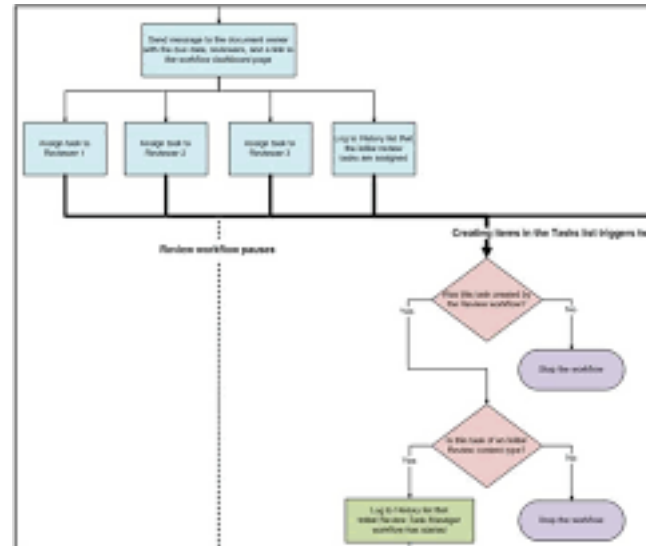 Send message to the document owner
with the due date, reviewers, and a link to
the workflow dashboard page
Assign task to
Reviewer 1
Assign task to
Reviewer 2
Assign task to
Reviewer 3
Log to History list that
the initial review
tasks are assigned
Review workflow pauses
Creating items in the Tasks list triggers
Was this task created by
the Review workflow?
Yes
No
Stop the workflow
Is this task of an Initial
Review content type?
Yes
No
Log to History list that
Initial Review Task Manager
workflow has started
Stop the workflow